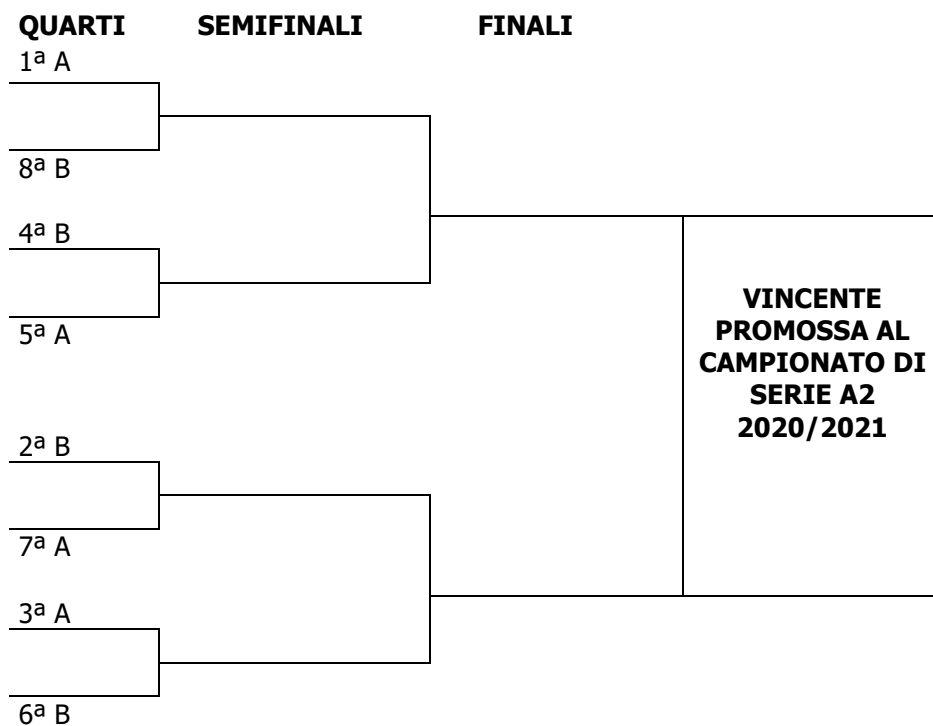 QUARTI SEMIFINALI FINALI
1ª A
8ª B
4ª B
5ª A
VINCENTE
PROMOSSA AL
CAMPIONATO DI
SERIE A2
2020/2021
2ª B
7ª A
3ª A
6ª B